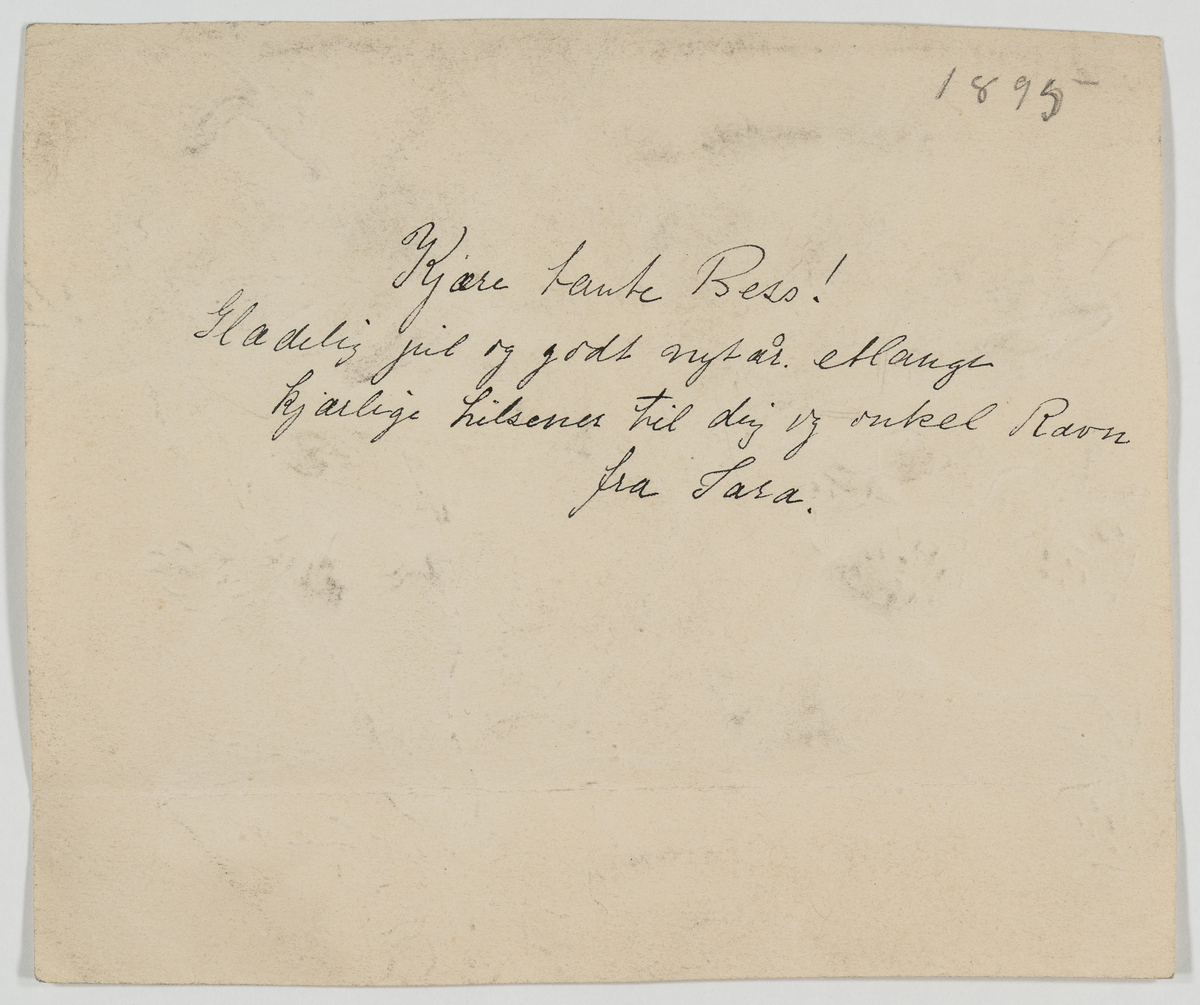 1895
Kjære tante Bess!
Glædelig jul og godt nytår. Mange
kjærlige hilsener til dig og onkel Ravn
fra Sara.